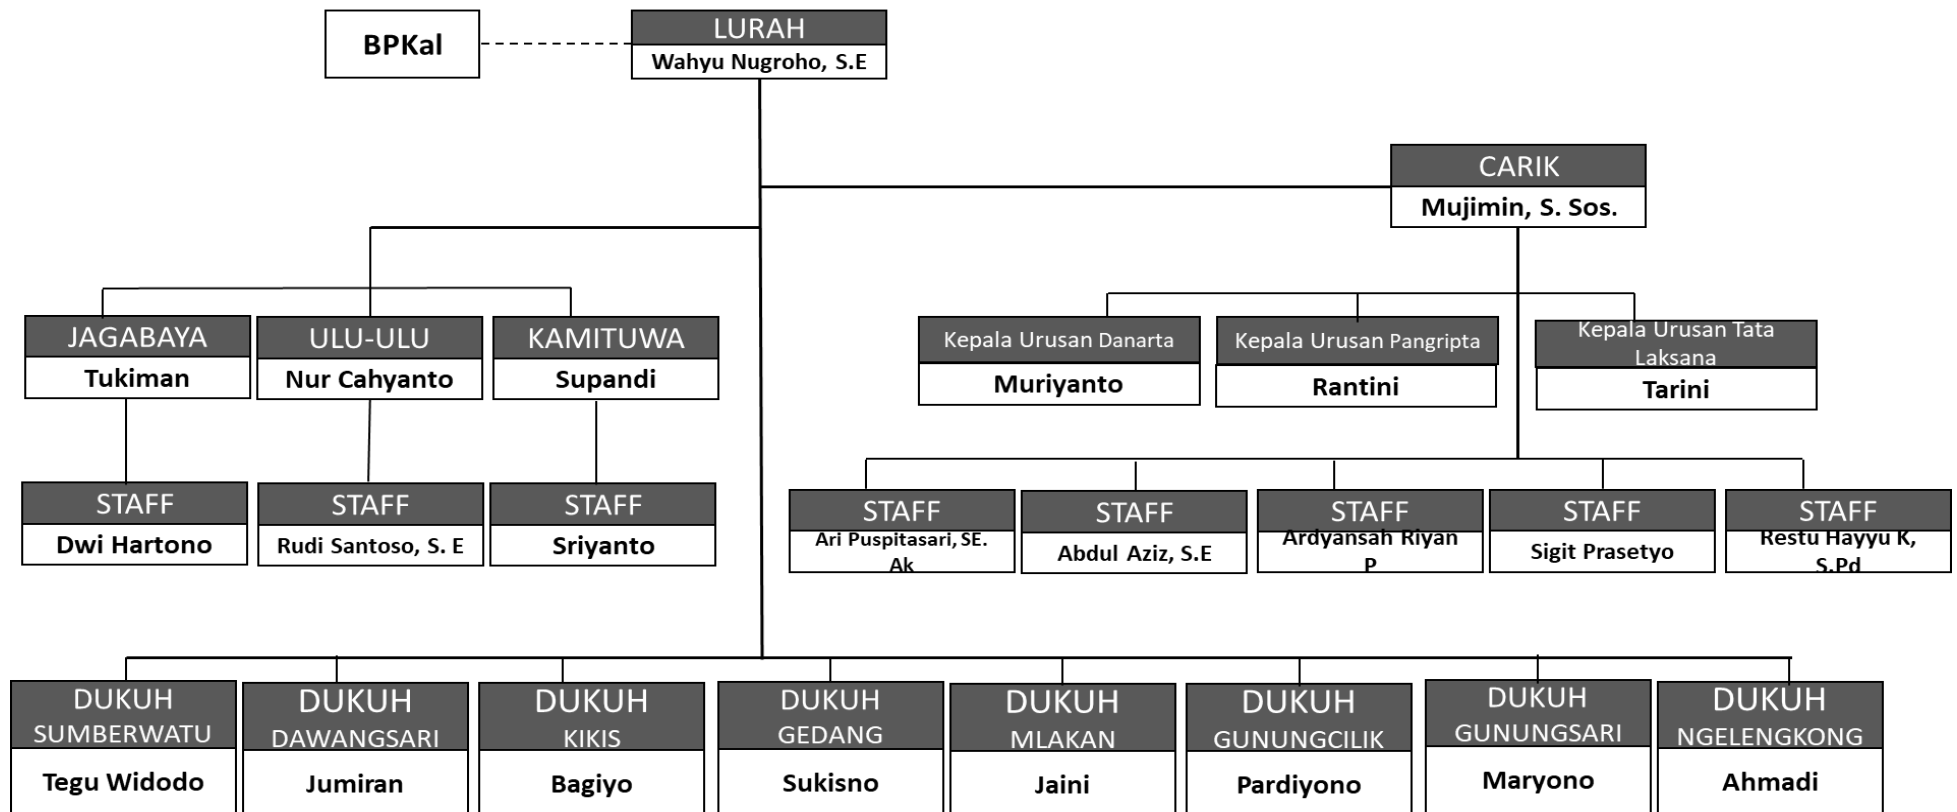 BPKal
LURAH
Wahyu Nugroho, S.E
CARIK
Mujimin, S. Sos.
JAGABAYA
Tukiman
ULU-ULU
Nur Cahyanto
KAMITUWA
Supandi
Kepala Urusan Danarta
Muriyanto
Kepala Urusan Pangripta
Rantini
Kepala Urusan Tata
Laksana
Tarini
STAFF
Dwi Hartono
STAFF
Rudi Santoso, S. E
STAFF
Sriyanto
STAFF
Ari Puspitasari, SE.
Ak
STAFF
Abdul Aziz, S.E
STAFF
Ardyansah Riyan
P
STAFF
Sigit Prasetyo
STAFF
Restu Hayyu K,
S.Pd
DUKUH
SUMBERWATU
Tegu Widodo
DUKUH
DAWANGSARI
Jumiran
DUKUH
KIKIS
Bagiyo
DUKUH
GEDANG
Sukisno
DUKUH
MLAKAN
Jaini
DUKUH
GUNUNGCILIK
Pardiyono
DUKUH
GUNUNGSARI
Maryono
DUKUH
NGELENGKONG
Ahmadi